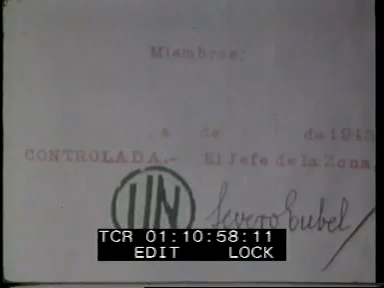 Miembros:
a de de 1945
CONTROLADA.- El Jefe de la Zona.
UN Severo Eubel
TCR 01:10:58:11
EDIT LOCK